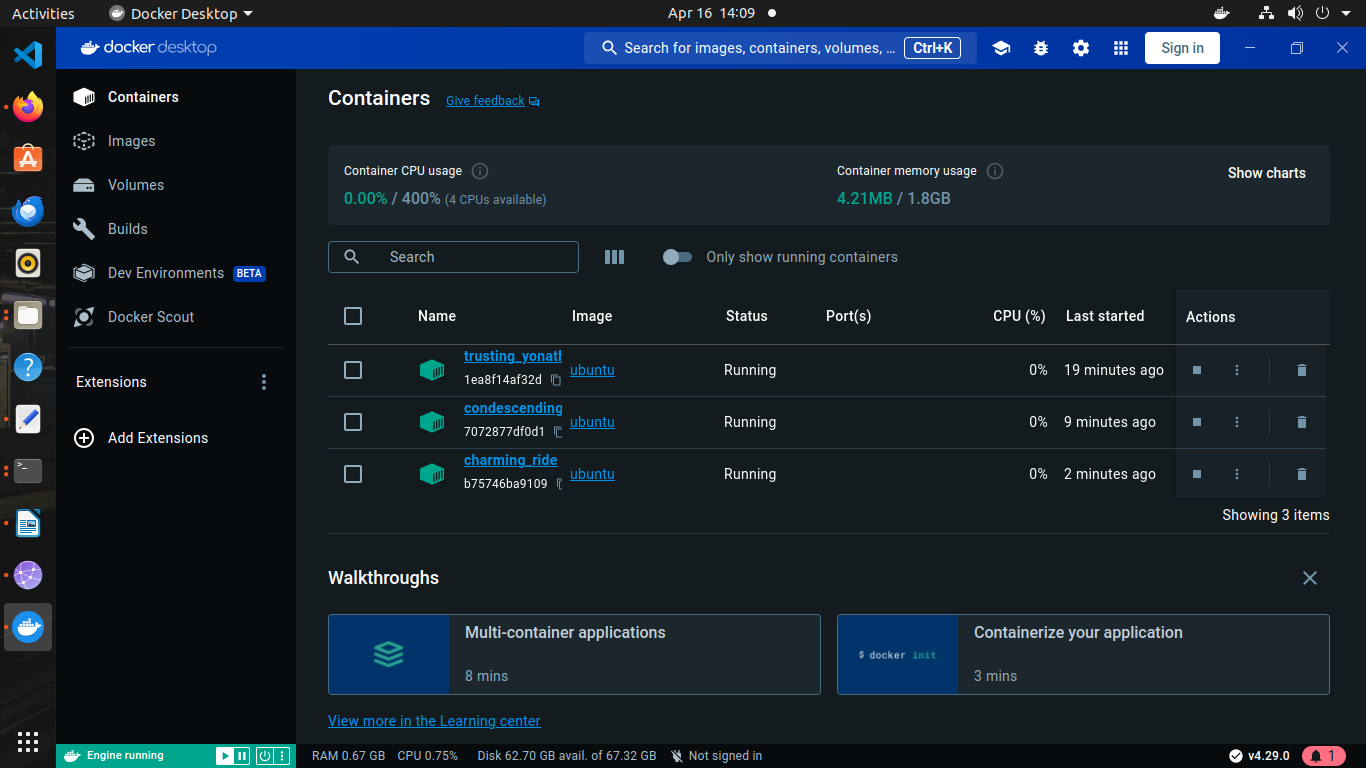 Activities
Docker Desktop
Apr 16 14:09
docker desktop
Search for images, containers, volumes, ...
Ctrl+K
Sign in
Containers
Images
Volumes
Builds
Dev Environments
BETA
Docker Scout
Extensions
Add Extensions
Containers
Give feedback
Container CPU usage
0.00% / 400% (4 CPUs available)
Container memory usage
4.21MB / 1.8GB
Show charts
Search
Only show running containers
Name Image Status Port(s) CPU (%) Last started Actions
trusting_yonath
1ea8f14af32d
ubuntu Running 0% 19 minutes ago
condescending
7072877df0d1
ubuntu Running 0% 9 minutes ago
charming_ride
b75746ba9109
ubuntu Running 0% 2 minutes ago
Showing 3 items
Walkthroughs
Multi-container applications
8 mins
$ docker init
Containerize your application
3 mins
View more in the Learning center
Engine running
RAM 0.67 GB CPU 0.75% Disk 62.70 GB avail. of 67.32 GB Not signed in
v4.29.0
1